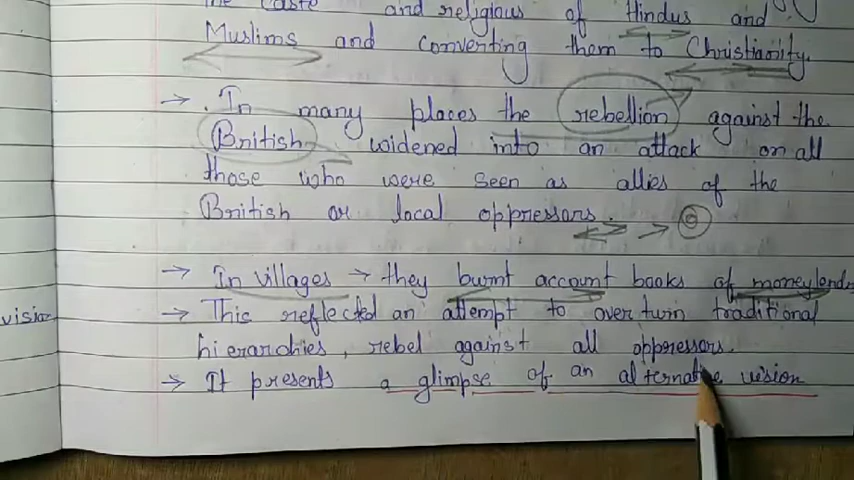 the caste and religious of Hindus and
Muslims and converting them to Christianity.
→ In many places the rebellion against the
British widened into an attack on all
those who were seen as allies of the
British or local oppressors.
→ In villages → they burnt account books of moneylend
→ This reflected an attempt to over twin traditional
vision
hierarchies, rebel against all oppressors.
→ It presents a glimpse of an alternative vision